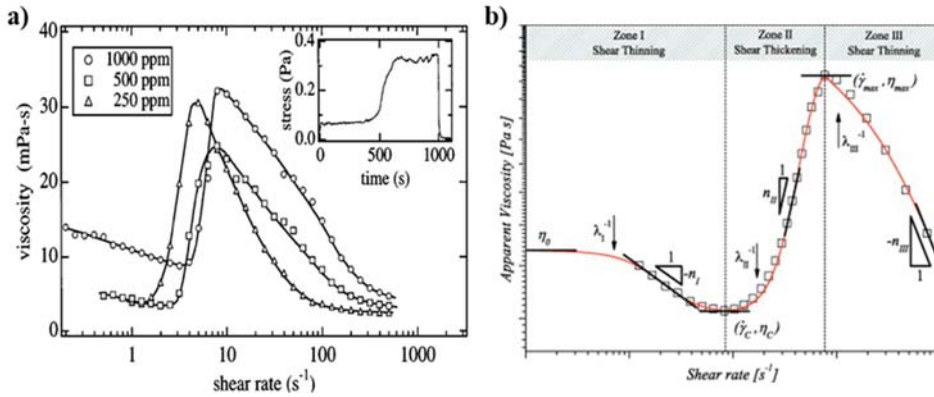 a)
1000 ppm
500 ppm
250 ppm
viscosity (mPa-s)
40
30
20
10
0
1
10
100
1000
shear rate (s⁻¹)
stress (Pa)
0.4
0.2
0.0
0
500
1000
time (s)
b)
Zone I
Shear Thinning
Zone II
Shear Thickening
Zone III
Shear Thinning
Apparent Viscosity [Pa s]
η₀
λ_I⁻¹
1
-n_I
λ_II⁻¹
(γ̇_C, η_C)
1
n_II
(γ̇_max, η_max)
λ_III⁻¹
-n_III
1
Shear rate [s⁻¹]